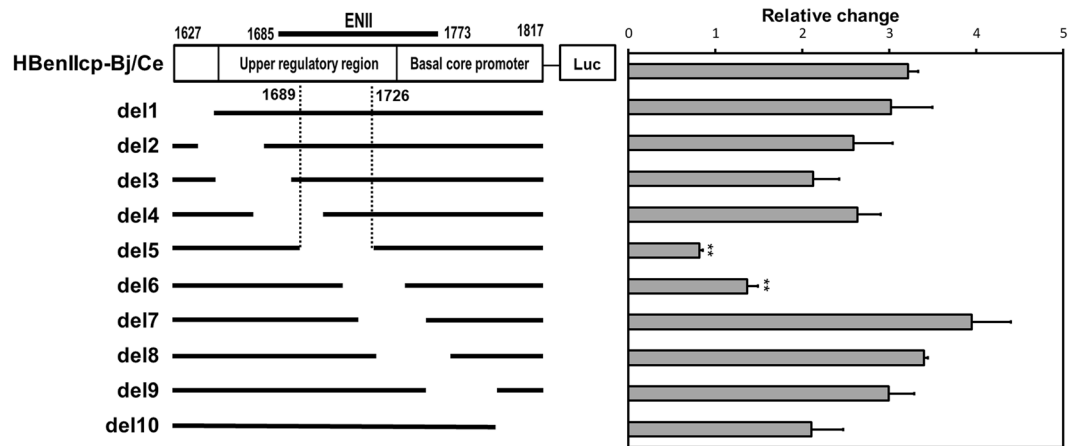 ENII
Relative change
1627 1685 1773 1817
0 1 2 3 4 5
HBenIIcp-Bj/Ce Upper regulatory region Basal core promoter Luc
1689 1726
del1
del2
del3
del4
del5
**
del6
**
del7
del8
del9
del10